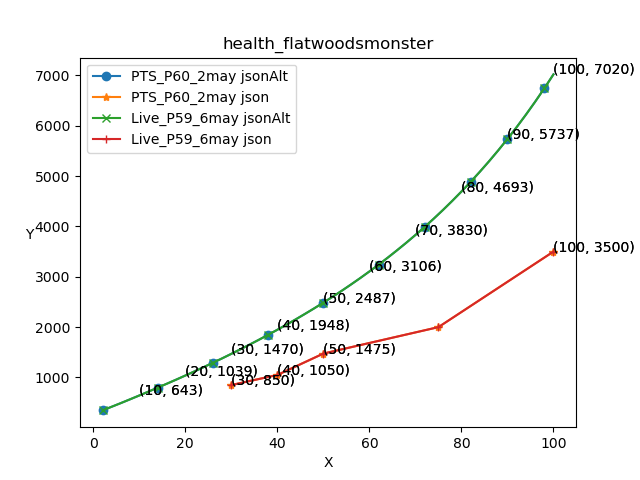 health_flatwoodsmonster
PTS_P60_2may jsonAlt
PTS_P60_2may json
Live_P59_6may jsonAlt
Live_P59_6may json
(100, 7020)
(90, 5737)
(80, 4693)
(70, 3830)
(60, 3106)
(50, 2487)
(40, 1948)
(30, 1470)
(20, 1039)
(10, 643)
(100, 3500)
(50, 1475)
(40, 1050)
(30, 850)
7000
6000
5000
4000
3000
2000
1000
Y
0 20 40 60 80 100
X